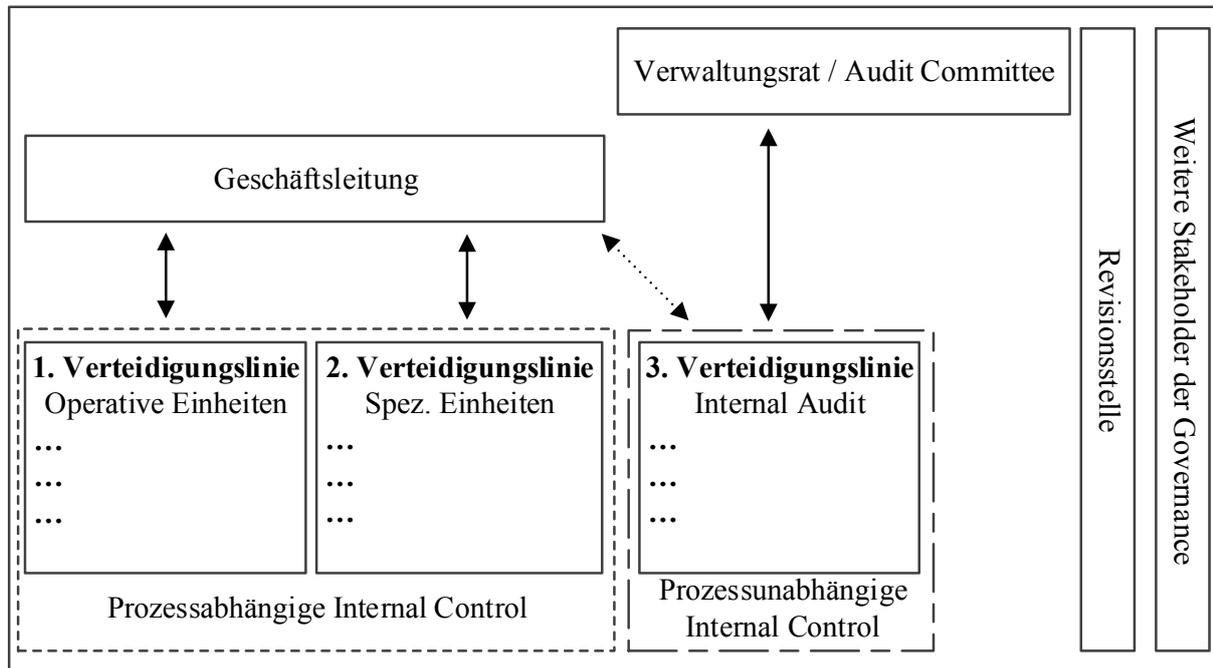 Verwaltungsrat / Audit Committee
Geschäftsleitung
1. Verteidigungslinie
Operative Einheiten
...
...
...
2. Verteidigungslinie
Spez. Einheiten
...
...
...
3. Verteidigungslinie
Internal Audit
...
...
...
Prozessabhängige Internal Control
Prozessunabhängige
Internal Control
Revisionsstelle
Weitere Stakeholder der Governance